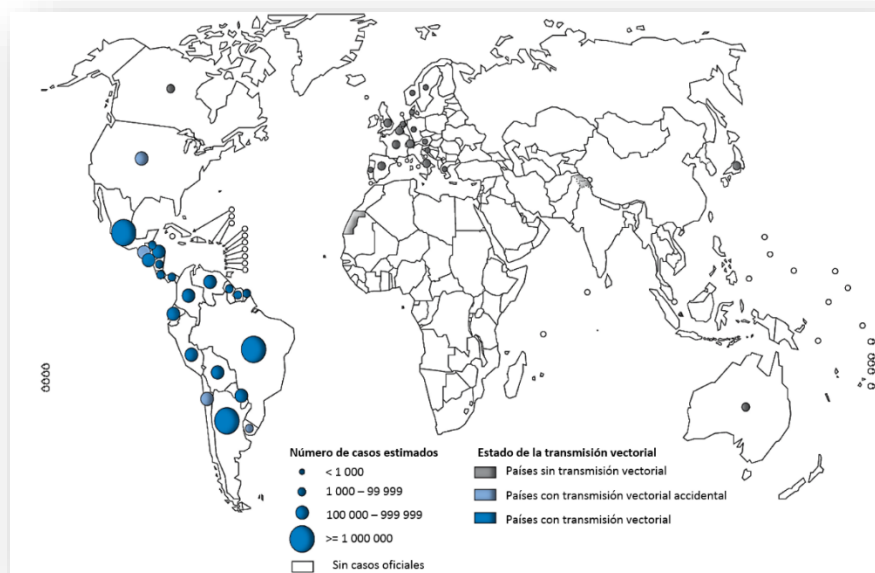 Número de casos estimados
< 1 000
1 000 – 99 999
100 000 – 999 999
>= 1 000 000
Sin casos oficiales
Estado de la transmisión vectorial
Países sin transmisión vectorial
Países con transmisión vectorial accidental
Países con transmisión vectorial